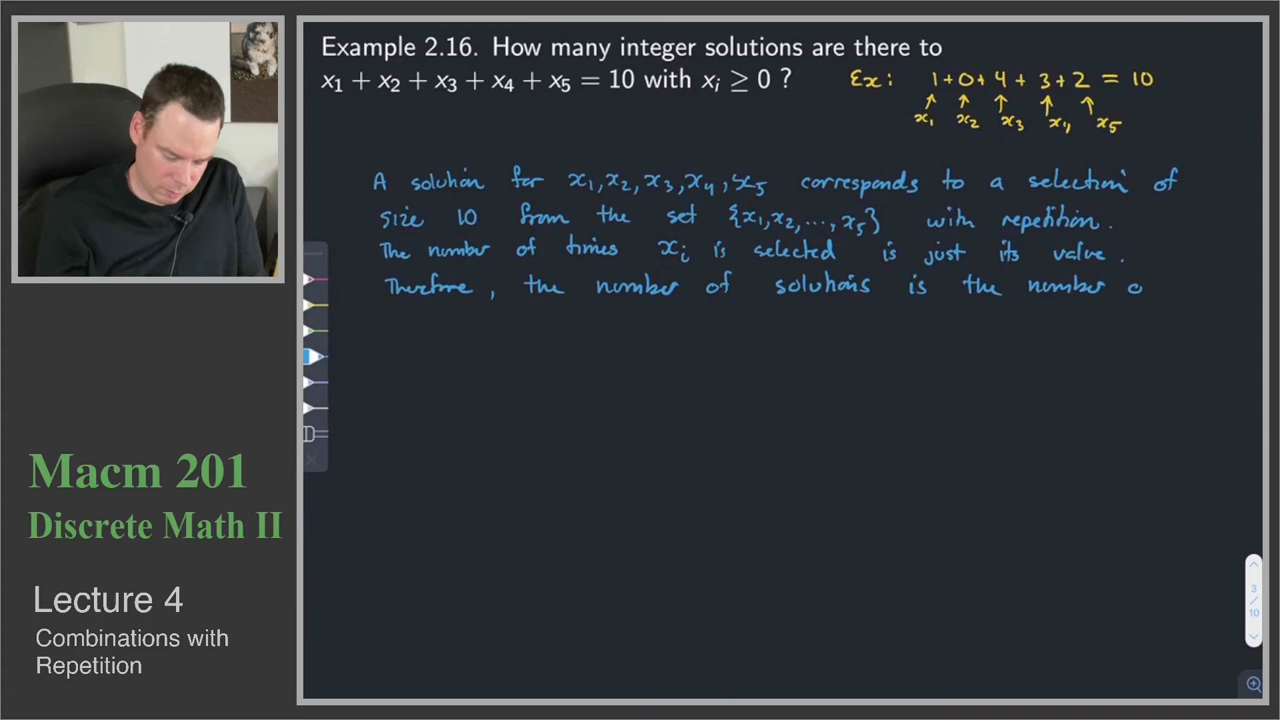 Example 2.16. How many integer solutions are there to
x₁ + x₂ + x₃ + x₄ + x₅ = 10 with xᵢ ≥ 0 ?
Ex: 1 + 0 + 4 + 3 + 2 = 10
x₁ x₂ x₃ x₄ x₅
A solution for x₁, x₂, x₃, x₄, x₅ corresponds to a selection of
size 10 from the set {x₁, x₂, ..., x₅} with repetition.
The number of times xᵢ is selected is just its value.
Therefore, the number of solutions is the number o
Macm 201
Discrete Math II
Lecture 4
Combinations with
Repetition
3
/
10